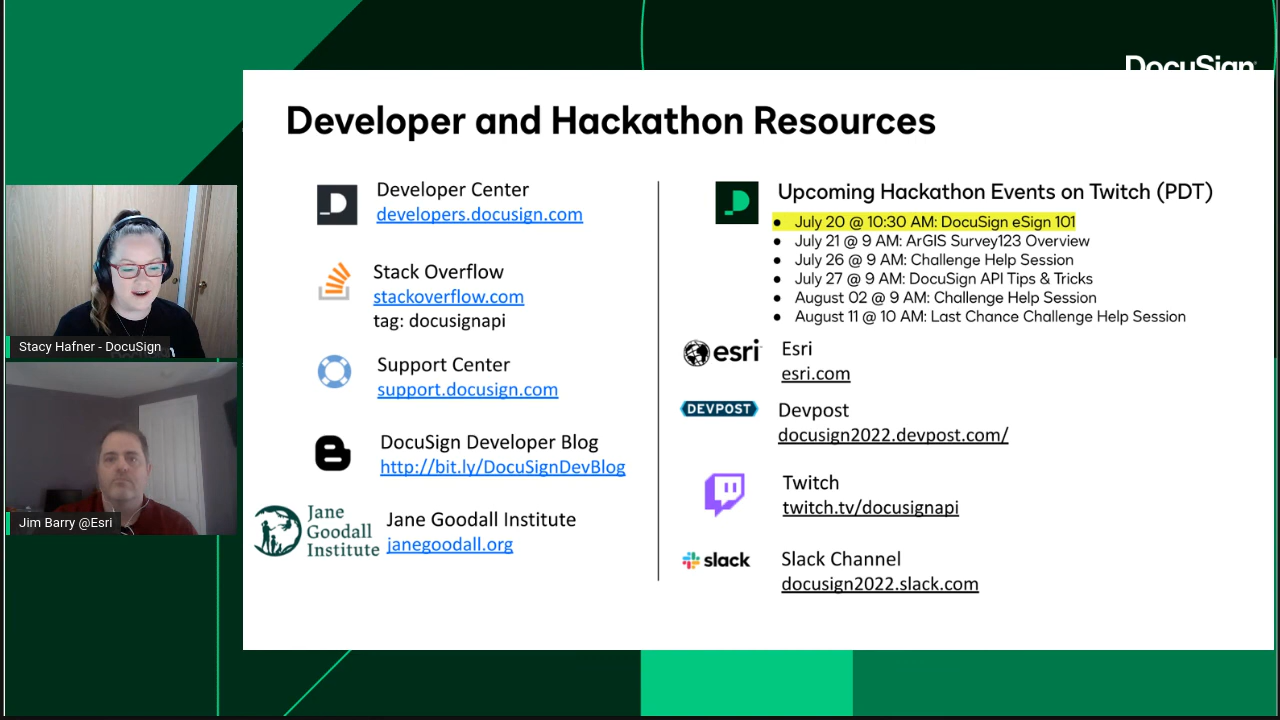 DocuSign
Developer and Hackathon Resources
Developer Center
developers.docusign.com
Stack Overflow
stackoverflow.com
tag: docusignapi
Support Center
support.docusign.com
DocuSign Developer Blog
http://bit.ly/DocuSignDevBlog
Jane
Goodall
Institute
Jane Goodall Institute
janegoodall.org
Upcoming Hackathon Events on Twitch (PDT)
● July 20 @ 10:30 AM: DocuSign eSign 101
● July 21 @ 9 AM: ArGIS Survey123 Overview
● July 26 @ 9 AM: Challenge Help Session
● July 27 @ 9 AM: DocuSign API Tips & Tricks
● August 02 @ 9 AM: Challenge Help Session
● August 11 @ 10 AM: Last Chance Challenge Help Session
esri
Esri
esri.com
DEVPOST
Devpost
docusign2022.devpost.com/
Twitch
twitch.tv/docusignapi
slack
Slack Channel
docusign2022.slack.com
Stacy Hafner - DocuSign
Jim Barry @Esri